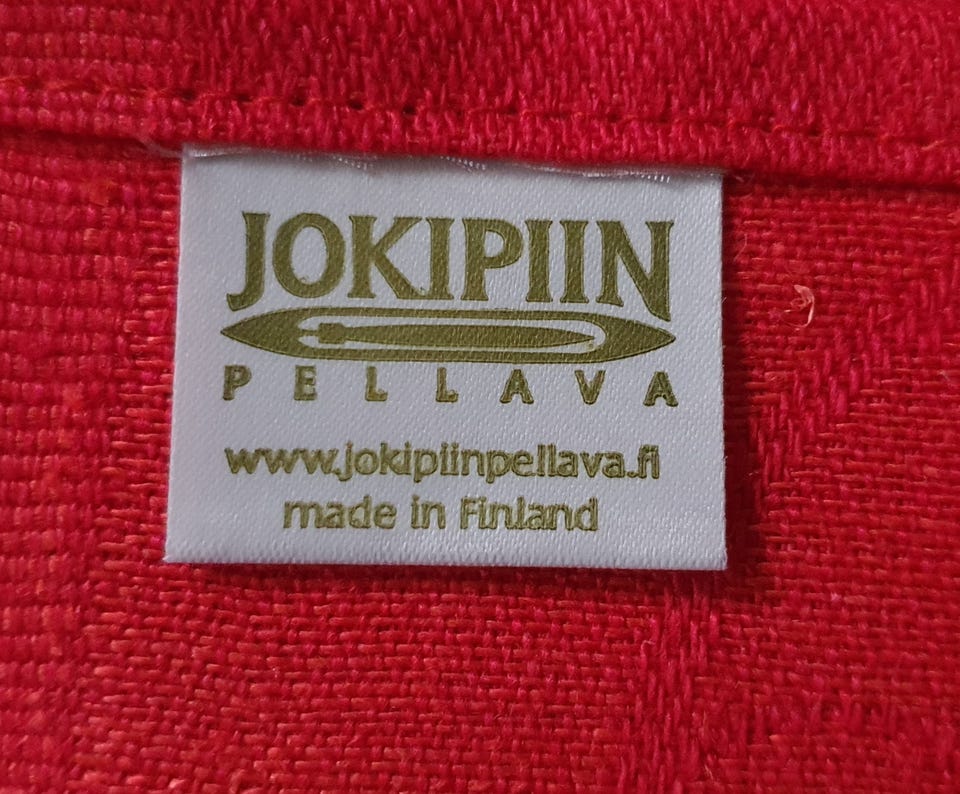 JOKIPIIN
PELLAVA
www.jokipiinpellava.fi
made in Finland